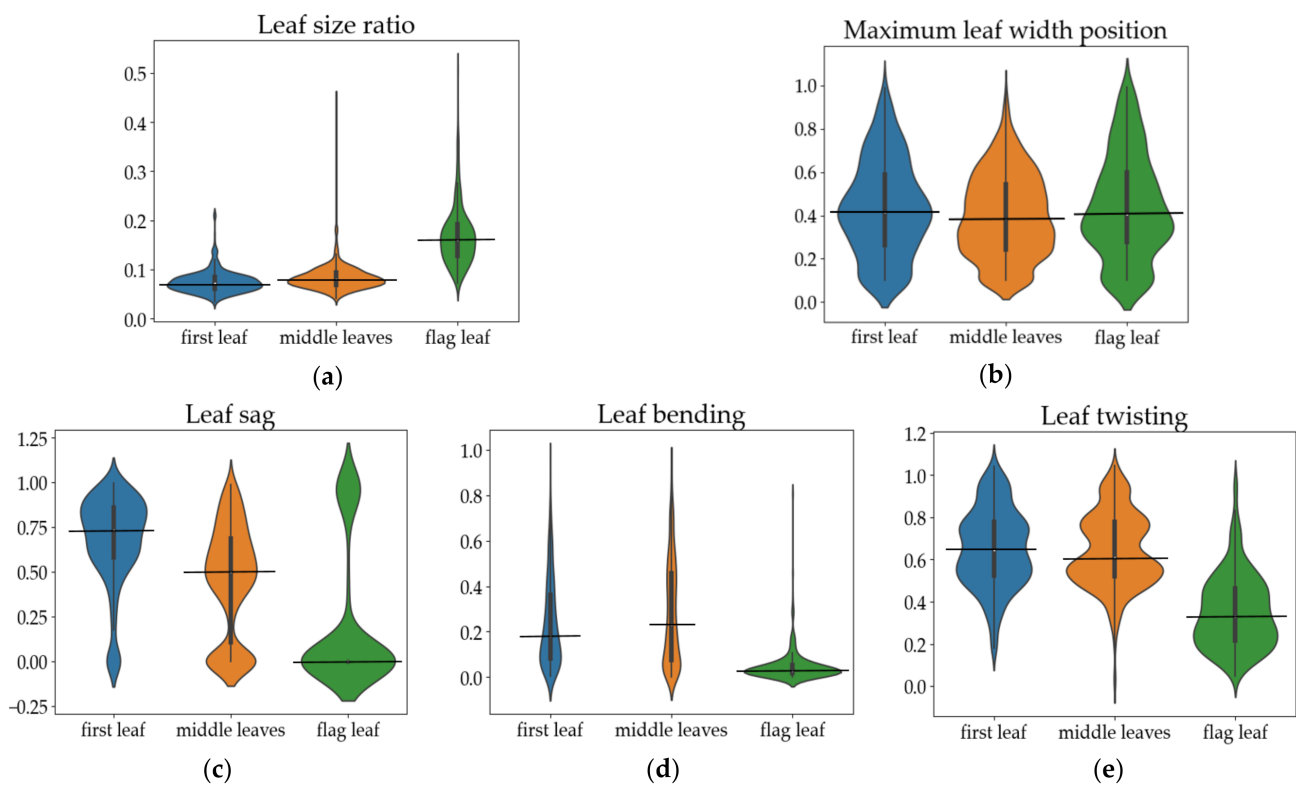 Leaf size ratio
0.5
0.4
0.3
0.2
0.1
0.0
first leaf middle leaves flag leaf
(a)
Maximum leaf width position
1.0
0.8
0.6
0.4
0.2
0.0
first leaf middle leaves flag leaf
(b)
Leaf sag
1.25
1.00
0.75
0.50
0.25
0.00
−0.25
first leaf middle leaves flag leaf
(c)
Leaf bending
1.0
0.8
0.6
0.4
0.2
0.0
first leaf middle leaves flag leaf
(d)
Leaf twisting
1.2
1.0
0.8
0.6
0.4
0.2
0.0
first leaf middle leaves flag leaf
(e)